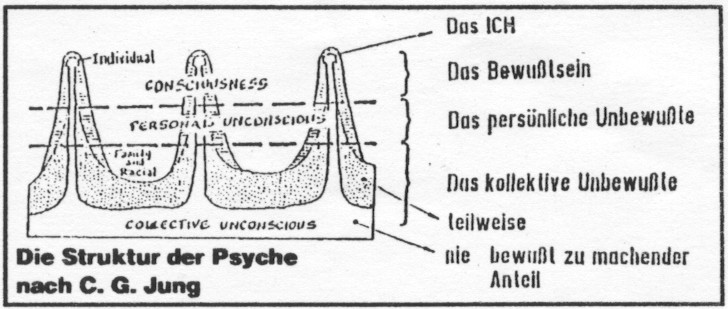 Individual
CONSCIOUSNESS
PERSONAL UNCONSCIOUS
Family
and
Racial
COLLECTIVE UNCONSCIOUS
Das ICH
Das Bewußtsein
Das persönliche Unbewußte
Das kollektive Unbewußte
teilweise
nie bewußt zu machender
Anteil
Die Struktur der Psyche
nach C. G. Jung